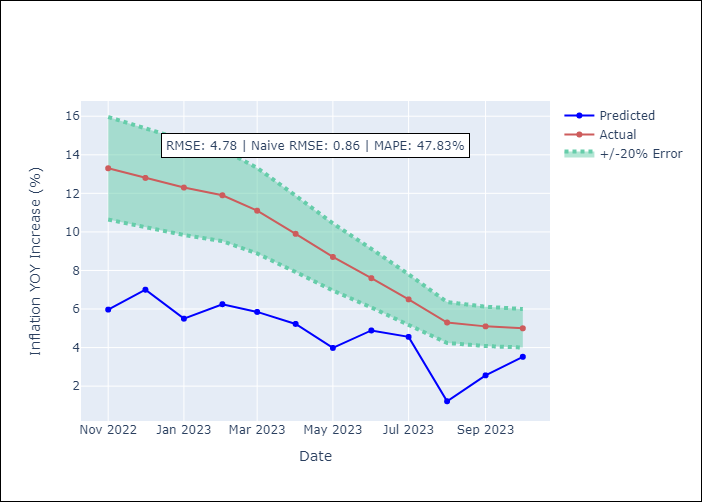 RMSE: 4.78 | Naive RMSE: 0.86 | MAPE: 47.83%
Predicted
Actual
+/-20% Error
16
14
12
10
8
6
4
2
Inflation YOY Increase (%)
Nov 2022
Jan 2023
Mar 2023
May 2023
Jul 2023
Sep 2023
Date